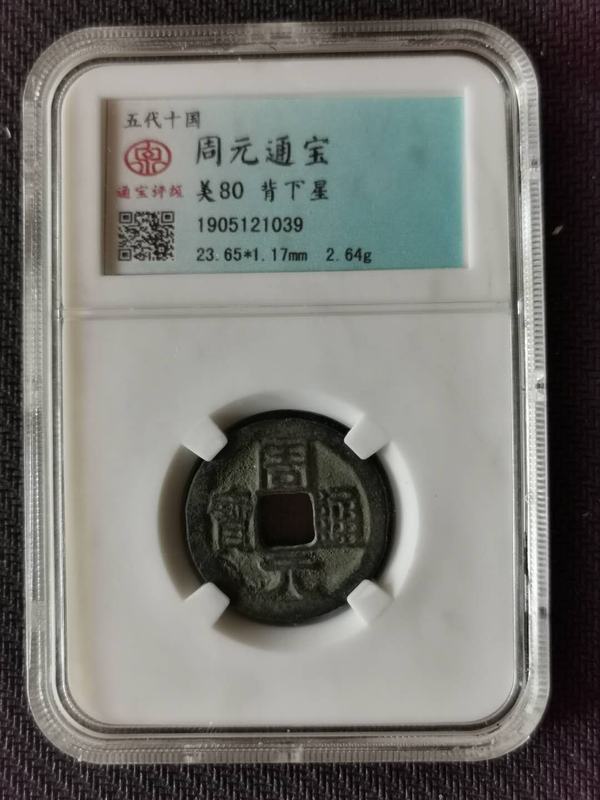 五代十国
周元通宝
通宝评级
美80 背下星
1905121039
23.65*1.17mm 2.64g
周
寳 通
元